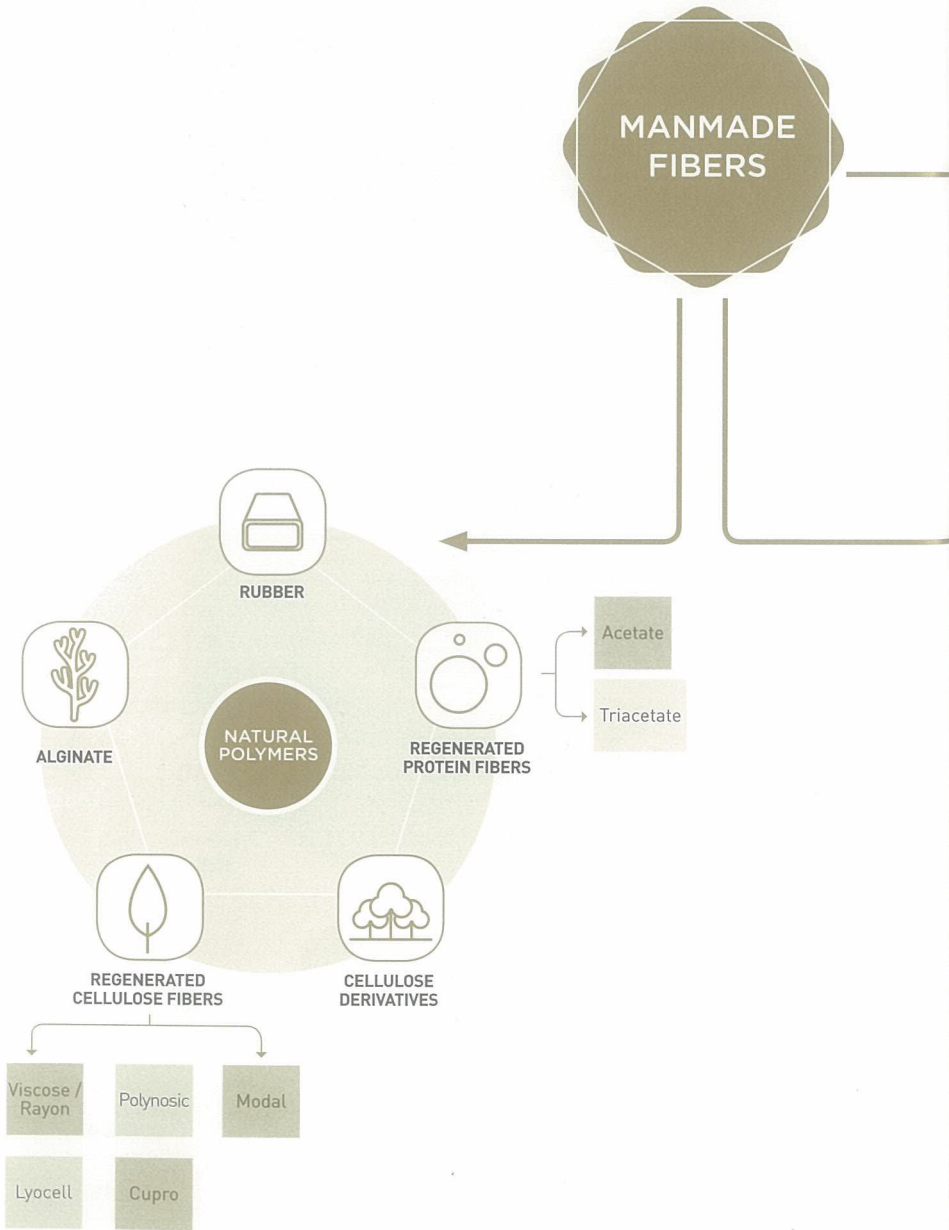 MANMADE
FIBERS
RUBBER
ALGINATE
NATURAL
POLYMERS
REGENERATED
PROTEIN FIBERS
Acetate
Triacetate
REGENERATED
CELLULOSE FIBERS
CELLULOSE
DERIVATIVES
Viscose /
Rayon
Polynosic
Modal
Lyocell
Cupro